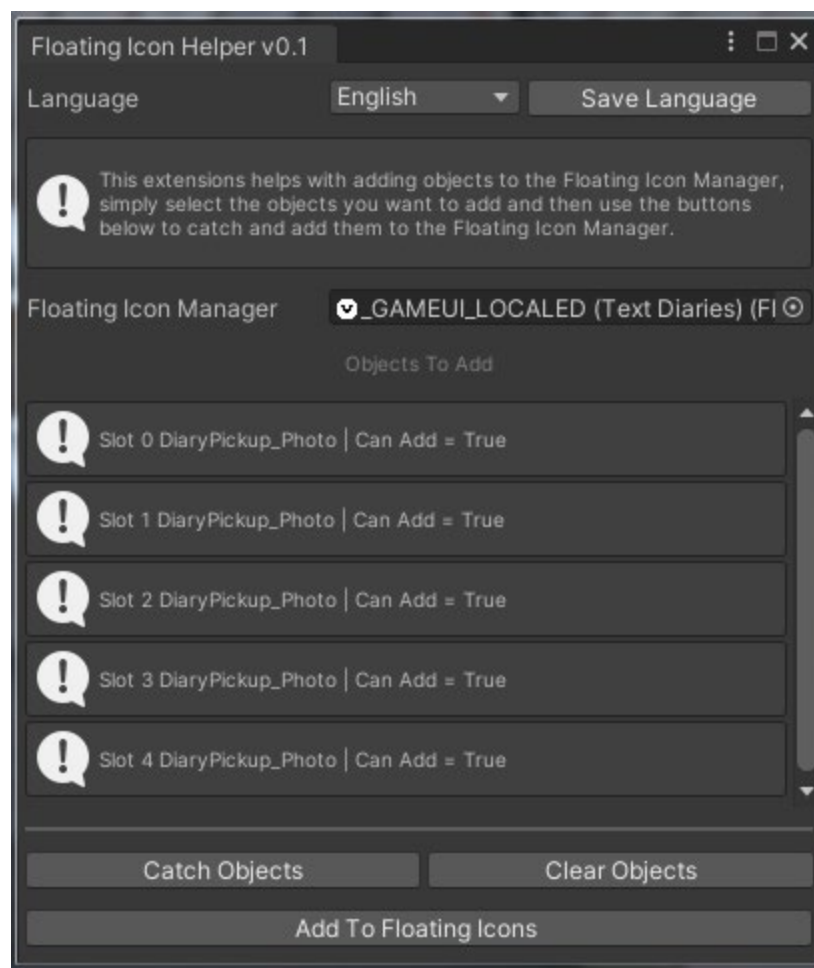 Floating Icon Helper v0.1
Language English Save Language
This extensions helps with adding objects to the Floating Icon Manager,
simply select the objects you want to add and then use the buttons
below to catch and add them to the Floating Icon Manager.
Floating Icon Manager _GAMEUI_LOCALED (Text Diaries) (Fl
Objects To Add
Slot 0 DiaryPickup_Photo | Can Add = True
Slot 1 DiaryPickup_Photo | Can Add = True
Slot 2 DiaryPickup_Photo | Can Add = True
Slot 3 DiaryPickup_Photo | Can Add = True
Slot 4 DiaryPickup_Photo | Can Add = True
Catch Objects Clear Objects
Add To Floating Icons